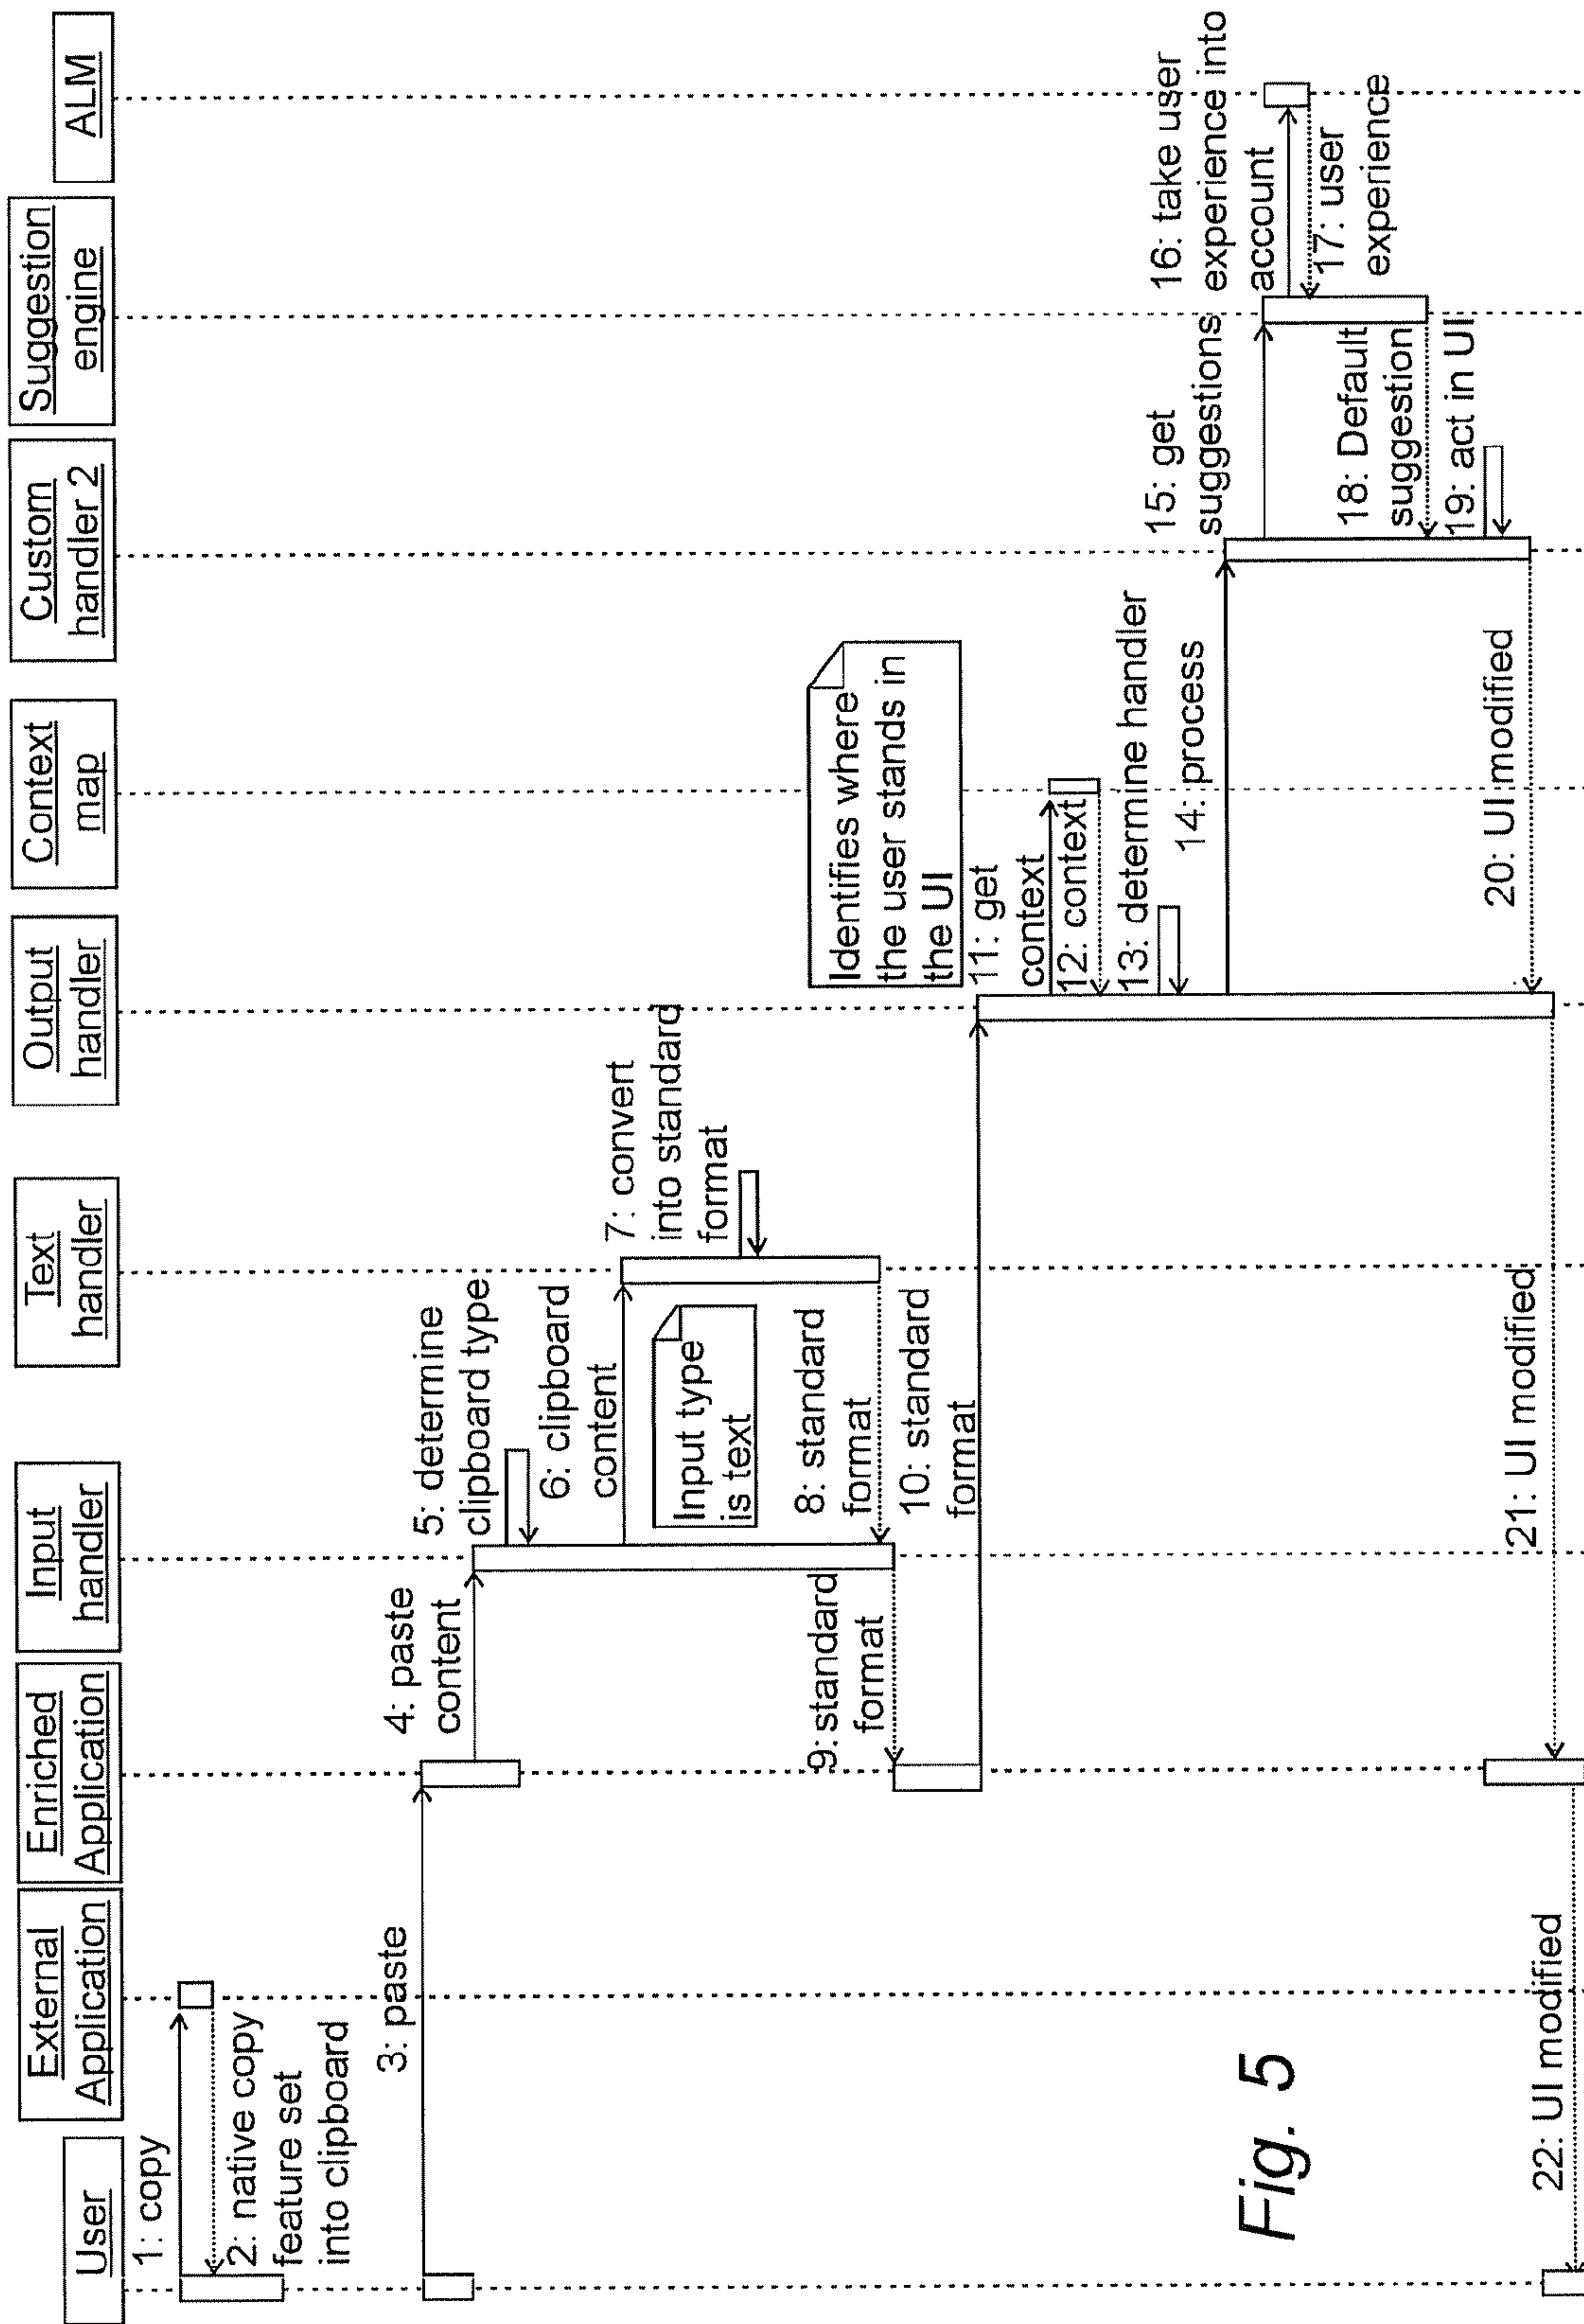 User
External
Application
Enriched
Application
Input
handler
Text
handler
Output
handler
Context
map
Custom
handler 2
Suggestion
engine
ALM
1: copy
2: native copy
feature set
into clipboard
3: paste
4: paste
content
5: determine
clipboard type
6: clipboard
content
Input type
is text
7: convert
into standard
format
8: standard
format
9: standard
format
10: standard
format
Identifies where
the user stands in
the UI
11: get
context
12: context
13: determine handler
14: process
15: get
suggestions
16: take user
experience into
account
17: user
experience
18: Default
suggestion
19: act in UI
20: UI modified
21: UI modified
22: UI modified
Fig. 5